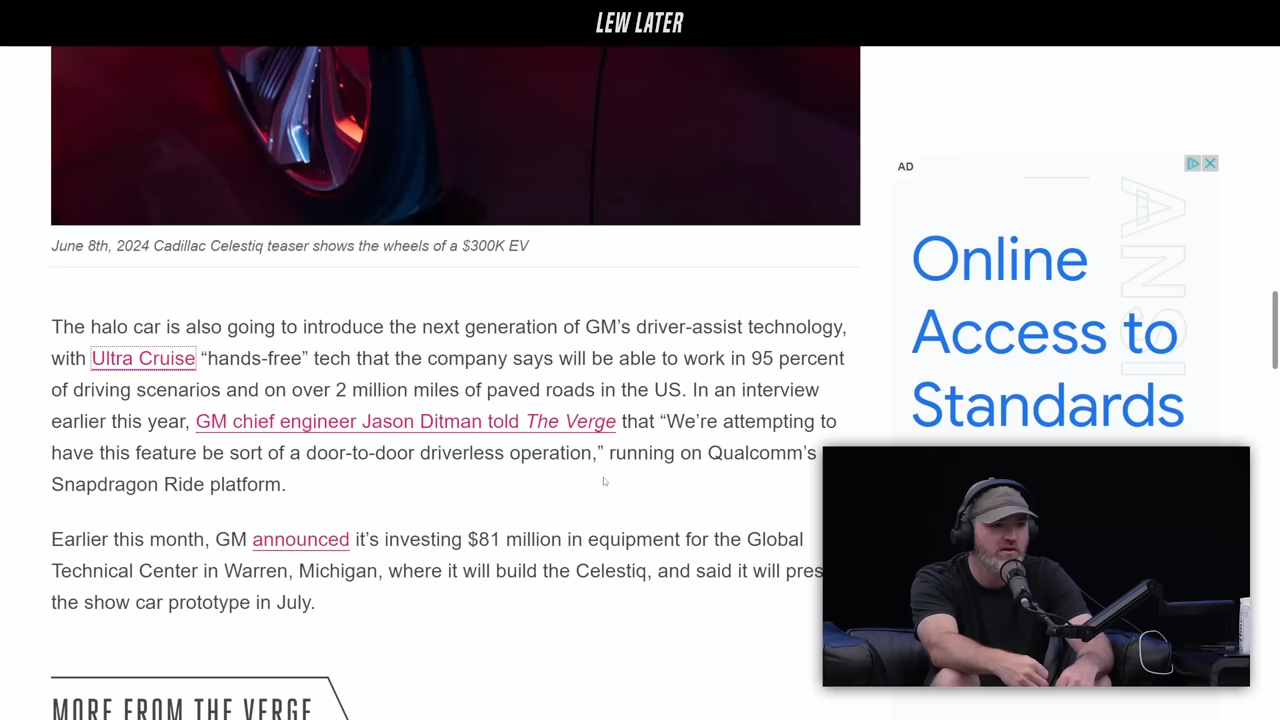 LEW LATER
June 8th, 2024 Cadillac Celestiq teaser shows the wheels of a $300K EV
The halo car is also going to introduce the next generation of GM’s driver-assist technology,
with Ultra Cruise “hands-free” tech that the company says will be able to work in 95 percent
of driving scenarios and on over 2 million miles of paved roads in the US. In an interview
earlier this year, GM chief engineer Jason Ditman told The Verge that “We’re attempting to
have this feature be sort of a door-to-door driverless operation,” running on Qualcomm’s
Snapdragon Ride platform.
Earlier this month, GM announced it’s investing $81 million in equipment for the Global
Technical Center in Warren, Michigan, where it will build the Celestiq, and said it will pres
the show car prototype in July.
MORE FROM THE VERGE
AD
ANSI
Online
Access to
Standards